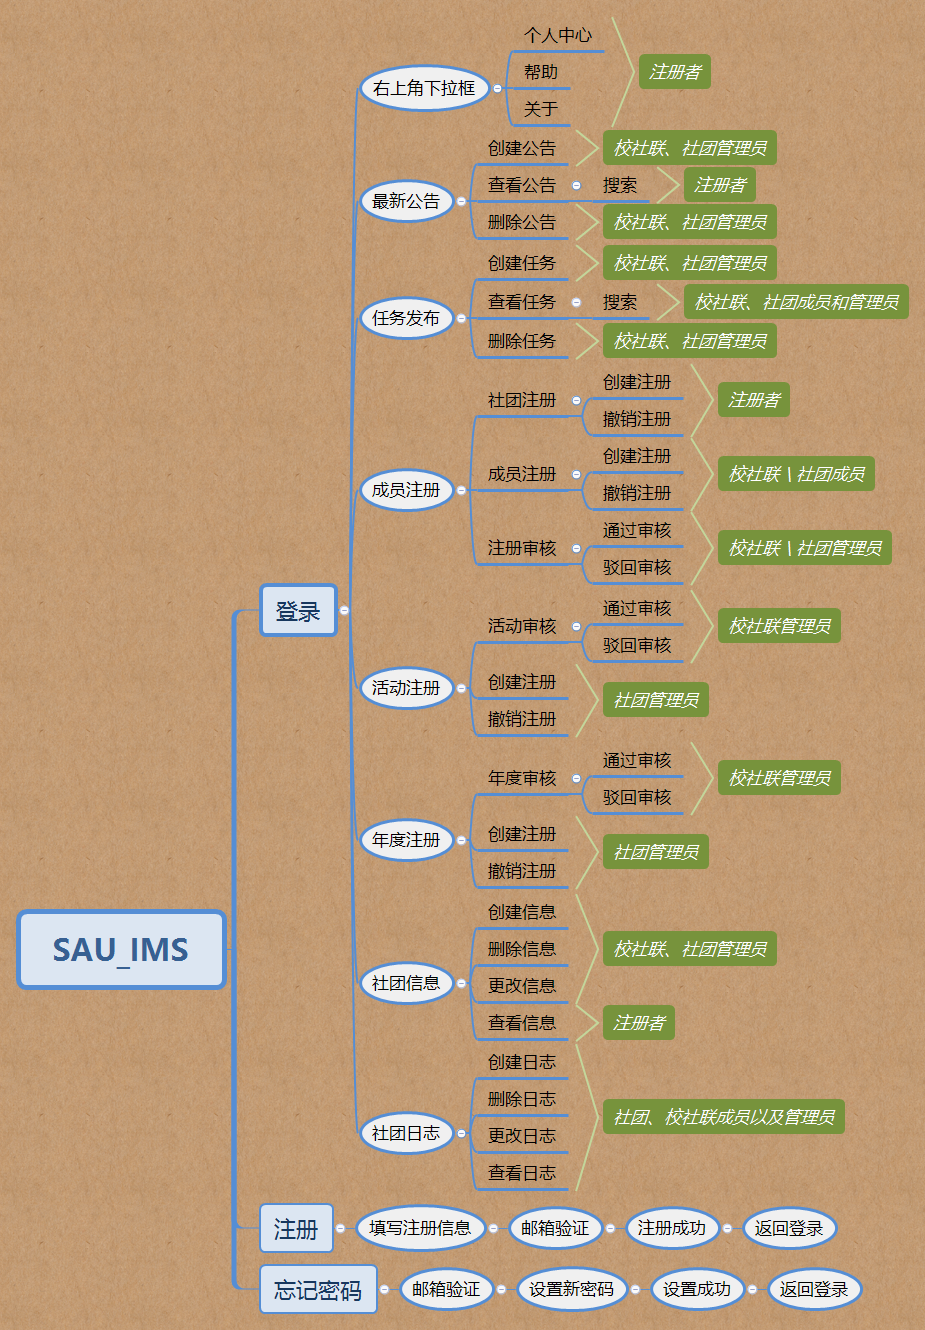 SAU_IMS
登录
右上角下拉框
个人中心
帮助
关于
注册者
最新公告
创建公告
校社联、社团管理员
查看公告
搜索
注册者
删除公告
校社联、社团管理员
任务发布
创建任务
校社联、社团管理员
查看任务
搜索
校社联、社团成员和管理员
删除任务
校社联、社团管理员
成员注册
社团注册
创建注册
撤销注册
注册者
成员注册
创建注册
撤销注册
校社联\社团成员
注册审核
通过审核
驳回审核
校社联\社团管理员
活动注册
活动审核
通过审核
驳回审核
校社联管理员
创建注册
撤销注册
社团管理员
年度注册
年度审核
通过审核
驳回审核
校社联管理员
创建注册
撤销注册
社团管理员
社团信息
创建信息
删除信息
更改信息
校社联、社团管理员
查看信息
注册者
社团日志
创建日志
删除日志
更改日志
查看日志
社团、校社联成员以及管理员
注册
填写注册信息
邮箱验证
注册成功
返回登录
忘记密码
邮箱验证
设置新密码
设置成功
返回登录